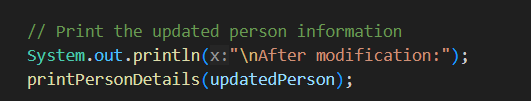 // Print the updated person information
System.out.println(x:"\nAfter modification:");
printPersonDetails(updatedPerson);